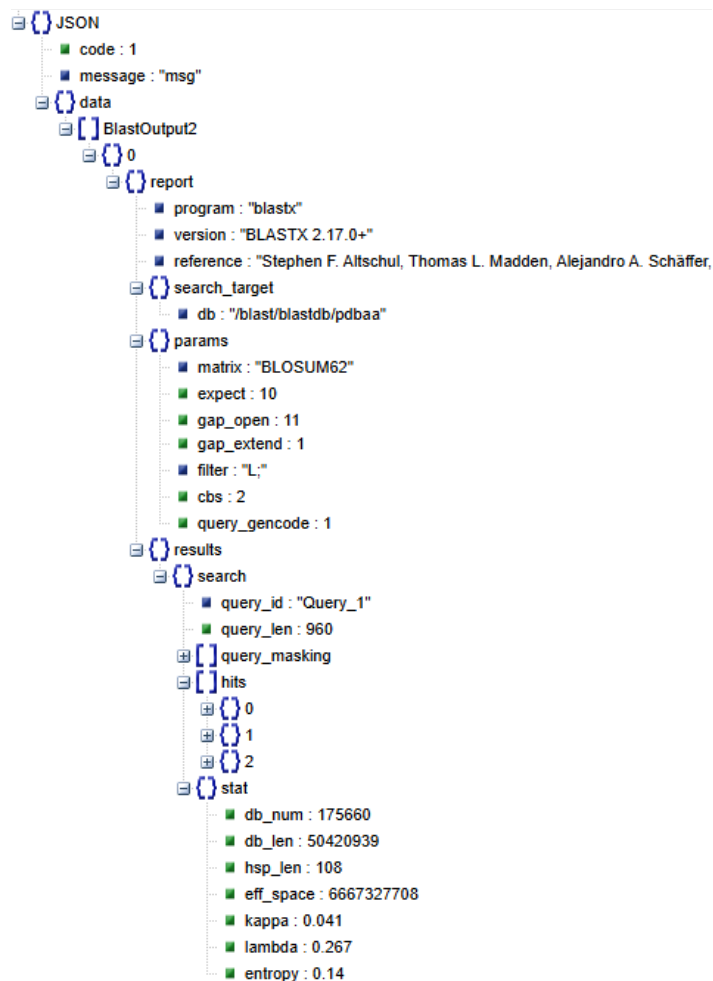 JSON
code : 1
message : "msg"
data
BlastOutput2
0
report
program : "blastx"
version : "BLASTX 2.17.0+"
reference : "Stephen F. Altschul, Thomas L. Madden, Alejandro A. Schäffer,
search_target
db : "/blast/blastdb/pdbaa"
params
matrix : "BLOSUM62"
expect : 10
gap_open : 11
gap_extend : 1
filter : "L;"
cbs : 2
query_gencode : 1
results
search
query_id : "Query_1"
query_len : 960
query_masking
hits
0
1
2
stat
db_num : 175660
db_len : 50420939
hsp_len : 108
eff_space : 6667327708
kappa : 0.041
lambda : 0.267
entropy : 0.14